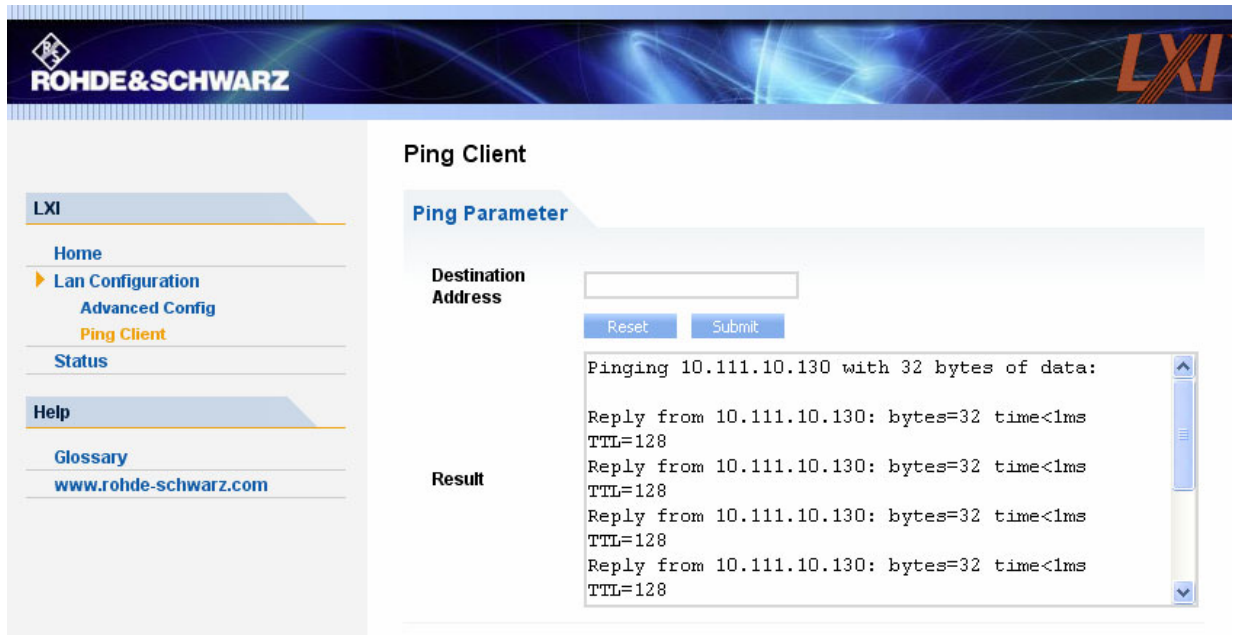 ROHDE&SCHWARZ
LXI
LXI
Home
Lan Configuration
Advanced Config
Ping Client
Status
Help
Glossary
www.rohde-schwarz.com
Ping Client
Ping Parameter
Destination
Address
Reset
Submit
Result
Pinging 10.111.10.130 with 32 bytes of data:
Reply from 10.111.10.130: bytes=32 time<1ms
TTL=128
Reply from 10.111.10.130: bytes=32 time<1ms
TTL=128
Reply from 10.111.10.130: bytes=32 time<1ms
TTL=128
Reply from 10.111.10.130: bytes=32 time<1ms
TTL=128